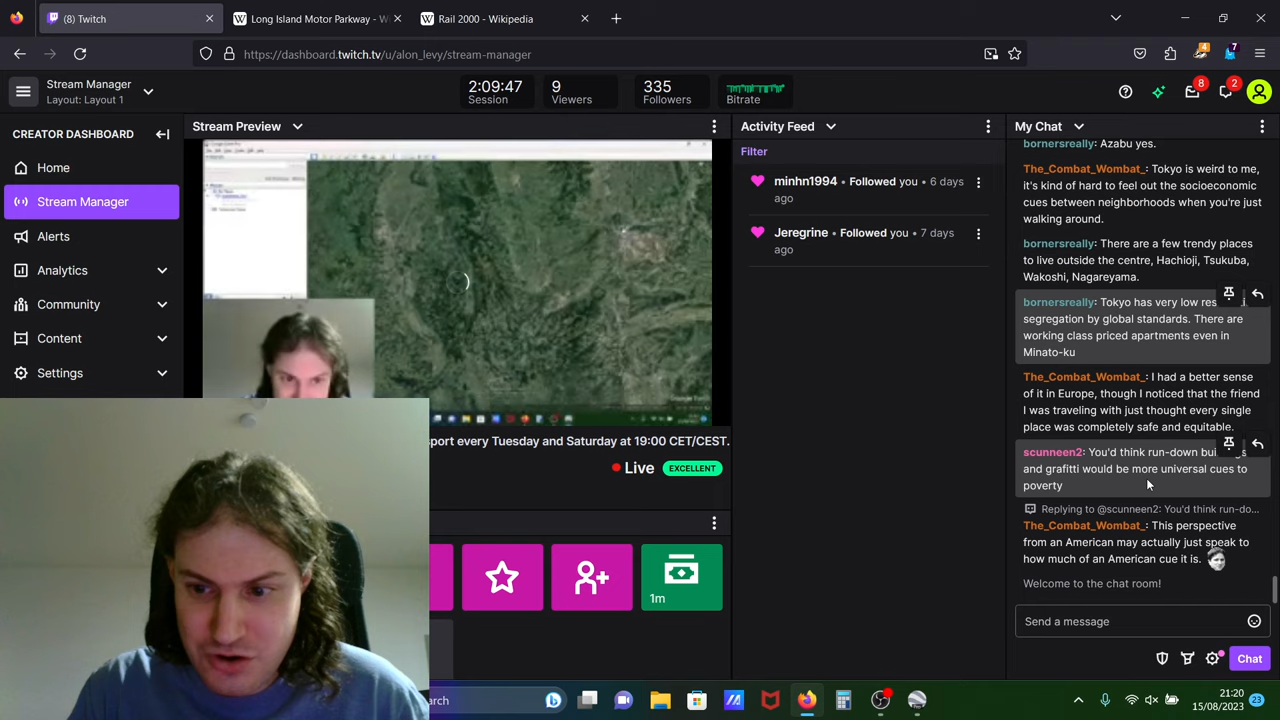 (8) Twitch
Long Island Motor Parkway - W
Rail 2000 - Wikipedia
https://dashboard.twitch.tv/u/alon_levy/stream-manager
4
7
Stream Manager
Layout: Layout 1
2:09:47
Session
9
Viewers
335
Followers
Bitrate
8
2
CREATOR DASHBOARD
Home
Stream Manager
Alerts
Analytics
Community
Content
Settings
Stream Preview
sport every Tuesday and Saturday at 19:00 CET/CEST.
Live
EXCELLENT
1m
Activity Feed
Filter
minhn1994 • Followed you • 6 days
ago
Jeregrine • Followed you • 7 days
ago
My Chat
yes.
The_Combat_Wombat_: Tokyo is weird to me,
it's kind of
out the socioeconomic
cues between neighborhoods when you're just
walking around.
bornersreally: There are a few trendy places
to live outside the centre, Hachioji, Tsukuba,
Wakoshi, Nagareyama.
bornersreally: Tokyo has very low
segregation by global standards. There are
working class priced apartments even in
Minato-ku
The_Combat_Wombat_: I had a better sense
of it in Europe, though I noticed that the friend
I was traveling with just thought every single
place was completely safe and equitable.
scunneen2: You'd think run-down
and grafitti would be more universal cues to
poverty
Replying to @scunneen2: You'd think run-do...
The_Combat_Wombat_: This perspective
from an American may actually just speak to
how much of an American cue it is.
Welcome to the chat room!
Send a message
Chat
arch
21:20
15/08/2023
23